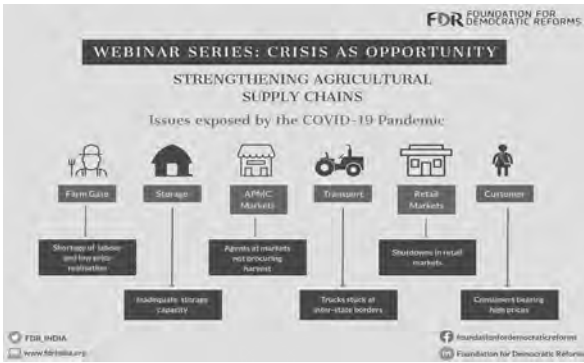 FDR FOUNDATION FOR
DEMOCRATIC REFORMS
WEBINAR SERIES: CRISIS AS OPPORTUNITY
STRENGTHENING AGRICULTURAL
SUPPLY CHAINS
Issues exposed by the COVID-19 Pandemic
Farm Gate
Storage
APMC
Markets
Transport
Retail
Markets
Customer
Shortage of labour
and low price
realisation
Agents at markets
not procuring
harvest
Shutdowns in retail
markets
Inadequate storage
capacity
Trucks stuck at
inter-state borders
Consumers bearing
high prices
FDR_INDIA
www.fdrindia.org
foundationfordemocraticreforms
Foundation for Democratic Reforms